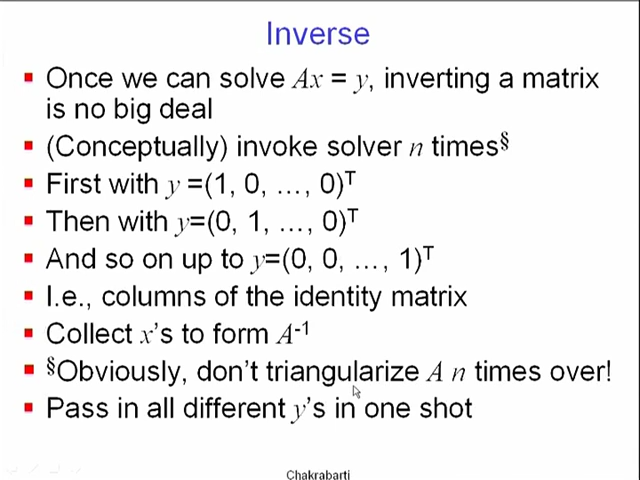 Inverse
▪ Once we can solve Ax = y, inverting a matrix
is no big deal
▪ (Conceptually) invoke solver n times§
▪ First with y =(1, 0, …, 0)ᵀ
▪ Then with y=(0, 1, …, 0)ᵀ
▪ And so on up to y=(0, 0, …, 1)ᵀ
▪ I.e., columns of the identity matrix
▪ Collect x's to form A⁻¹
▪ §Obviously, don't triangularize A n times over!
▪ Pass in all different y's in one shot
Chakrabarti